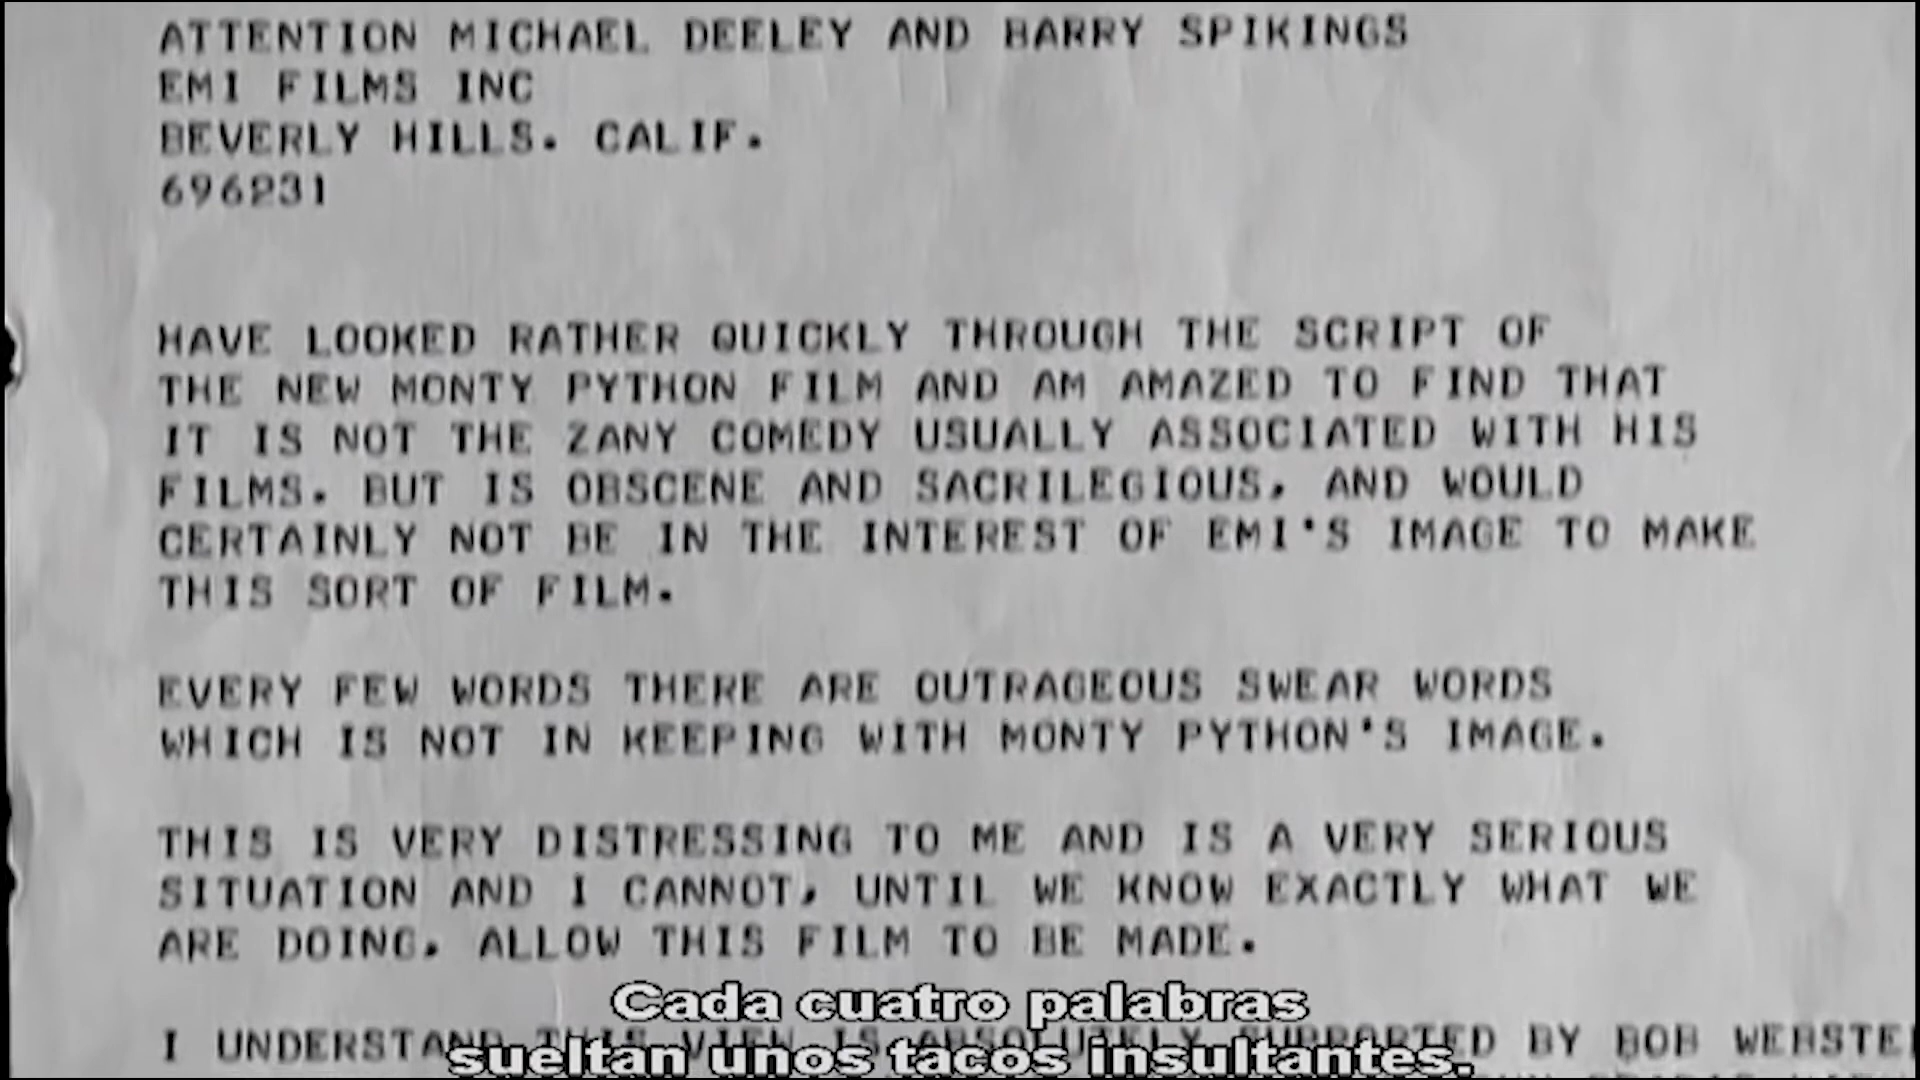 ATTENTION MICHAEL DEELEY AND BARRY SPIKINGS
EMI FILMS INC
BEVERLY HILLS. CALIF.
696231
HAVE LOOKED RATHER QUICKLY THROUGH THE SCRIPT OF
THE NEW MONTY PYTHON FILM AND AM AMAZED TO FIND THAT
IT IS NOT THE ZANY COMEDY USUALLY ASSOCIATED WITH HIS
FILMS. BUT IS OBSCENE AND SACRILEGIOUS, AND WOULD
CERTAINLY NOT BE IN THE INTEREST OF EMI'S IMAGE TO MAKE
THIS SORT OF FILM.
EVERY FEW WORDS THERE ARE OUTRAGEOUS SWEAR WORDS
WHICH IS NOT IN KEEPING WITH MONTY PYTHON'S IMAGE.
THIS IS VERY DISTRESSING TO ME AND IS A VERY SERIOUS
SITUATION AND I CANNOT, UNTIL WE KNOW EXACTLY WHAT WE
ARE DOING. ALLOW THIS FILM TO BE MADE.
I UNDERSTAND THIS VIEW IS ABSOLUTELY SUPPORTED BY BOB
Cada cuatro palabras
sueltan unos tacos insultantes.